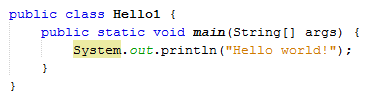 public class Hello1 {
    public static void main(String[] args) {
        System.out.println("Hello world!");
    }
}